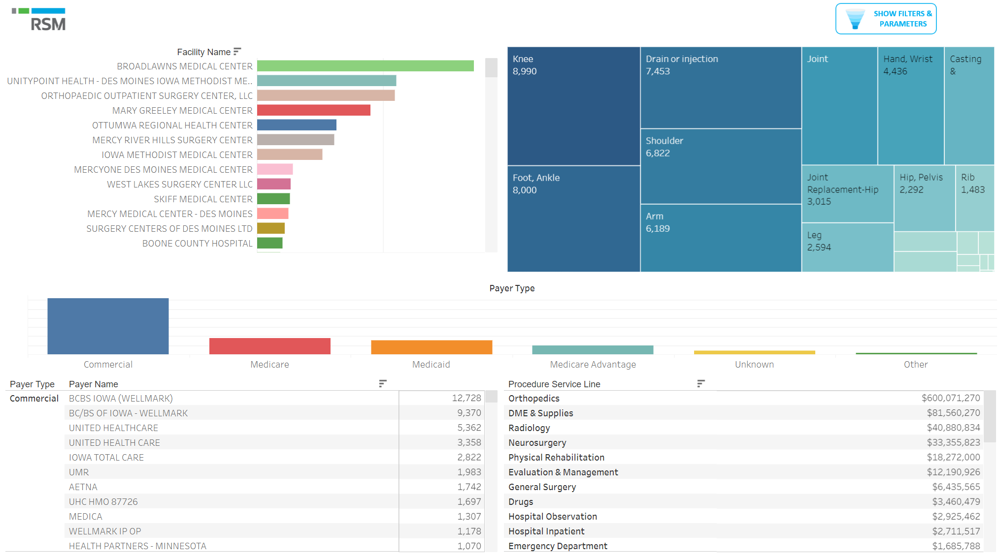 RSM
SHOW FILTERS &
PARAMETERS
Facility Name
BROADLAWNS MEDICAL CENTER
UNITYPOINT HEALTH - DES MOINES IOWA METHODIST ME..
ORTHOPAEDIC OUTPATIENT SURGERY CENTER, LLC
MARY GREELEY MEDICAL CENTER
OTTUMWA REGIONAL HEALTH CENTER
MERCY RIVER HILLS SURGERY CENTER
IOWA METHODIST MEDICAL CENTER
MERCYONE DES MOINES MEDICAL CENTER
WEST LAKES SURGERY CENTER LLC
SKIFF MEDICAL CENTER
MERCY MEDICAL CENTER - DES MOINES
SURGERY CENTERS OF DES MOINES LTD
BOONE COUNTY HOSPITAL
Knee
8,990
Foot, Ankle
8,000
Drain or injection
7,453
Shoulder
6,822
Arm
6,189
Joint
Hand, Wrist
4,436
Casting
&
Joint
Replacement-Hip
3,015
Leg
2,594
Hip, Pelvis
2,292
Rib
1,483
Payer Type
Commercial
Medicare
Medicaid
Medicare Advantage
Unknown
Other
Payer Type Payer Name
Commercial BCBS IOWA (WELLMARK) 12,728
BC/BS OF IOWA - WELLMARK 9,370
UNITED HEALTHCARE 5,362
UNITED HEALTH CARE 3,358
IOWA TOTAL CARE 2,822
UMR 1,983
AETNA 1,742
UHC HMO 87726 1,697
MEDICA 1,307
WELLMARK IP OP 1,178
HEALTH PARTNERS - MINNESOTA 1,070
Procedure Service Line
Orthopedics $600,071,270
DME & Supplies $81,560,270
Radiology $40,880,834
Neurosurgery $33,355,823
Physical Rehabilitation $18,272,000
Evaluation & Management $12,190,926
General Surgery $6,435,565
Drugs $3,460,479
Hospital Observation $2,925,462
Hospital Inpatient $2,711,517
Emergency Department $1,685,788